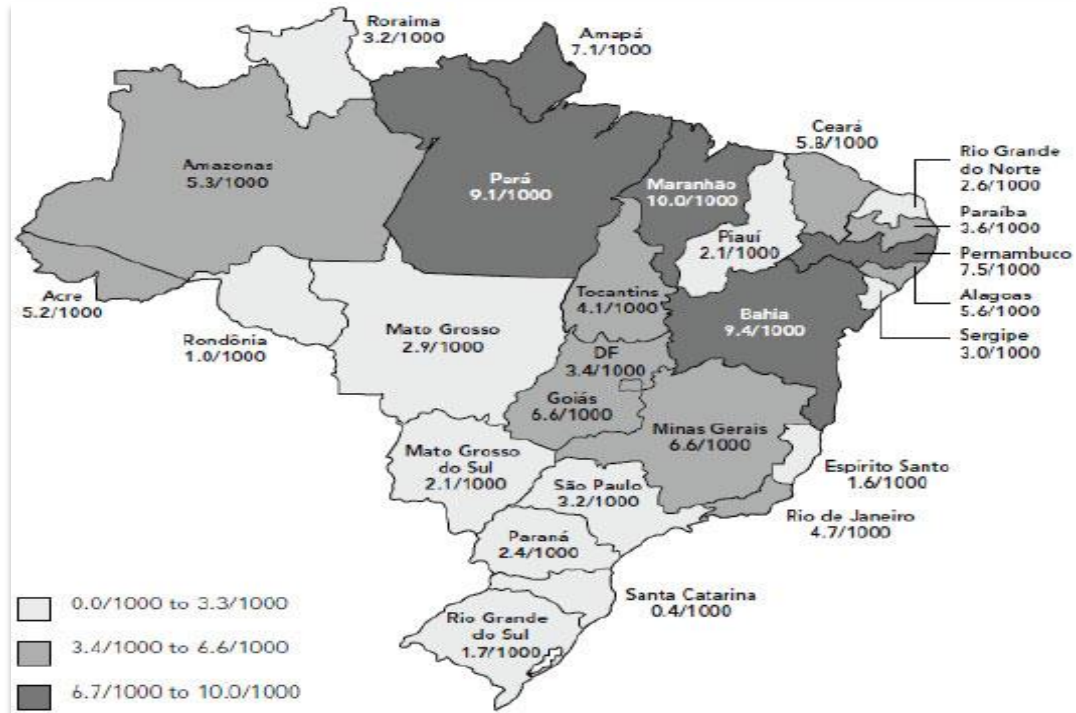 Roraima
3.2/1000
Amapá
7.1/1000
Ceará
5.8/1000
Rio Grande
do Norte
2.6/1000
Amazonas
5.3/1000
Pará
9.1/1000
Maranhão
10.0/1000
Paraíba
3.6/1000
Piauí
2.1/1000
Pernambuco
7.5/1000
Acre
5.2/1000
Tocantins
4.1/1000
Alagoas
5.6/1000
Rondônia
1.0/1000
Mato Grosso
2.9/1000
Bahia
9.4/1000
Sergipe
3.0/1000
DF
3.4/1000
Goiás
6.6/1000
Minas Gerais
6.6/1000
Mato Grosso
do Sul
2.1/1000
Espírito Santo
1.6/1000
São Paulo
3.2/1000
Rio de Janeiro
4.7/1000
Paraná
2.4/1000
Santa Catarina
0.4/1000
Rio Grande
do Sul
1.7/1000
0.0/1000 to 3.3/1000
3.4/1000 to 6.6/1000
6.7/1000 to 10.0/1000